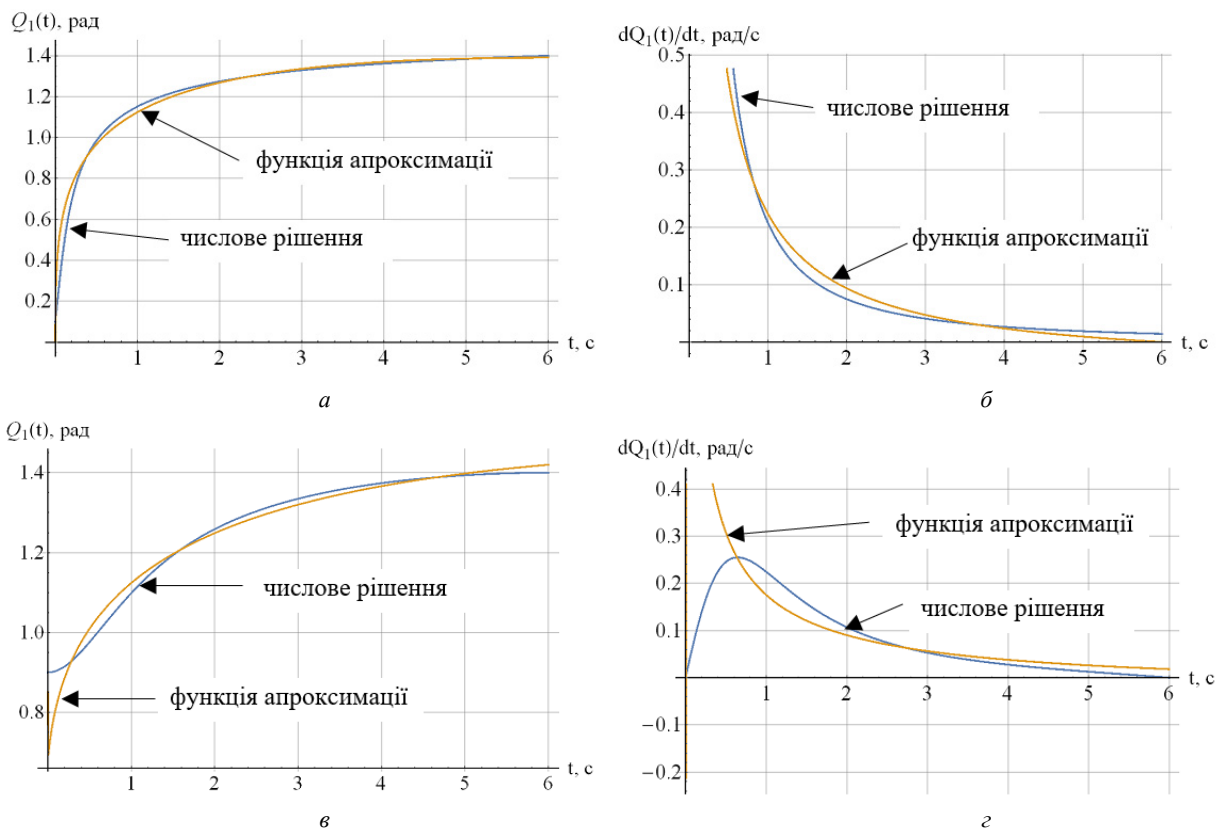 Q₁(t), рад
1.4
1.2
1.0
0.8
0.6
0.4
0.2
1 2 3 4 5 6
t, с
функція апроксимації
числове рішення
а
dQ₁(t)/dt, рад/с
0.5
0.4
0.3
0.2
0.1
1 2 3 4 5 6
t, с
числове рішення
функція апроксимації
б
Q₁(t), рад
1.4
1.2
1.0
0.8
1 2 3 4 5 6
t, с
числове рішення
функція апроксимації
в
dQ₁(t)/dt, рад/с
0.4
0.3
0.2
0.1
−0.1
−0.2
1 2 3 4 5 6
t, с
функція апроксимації
числове рішення
г